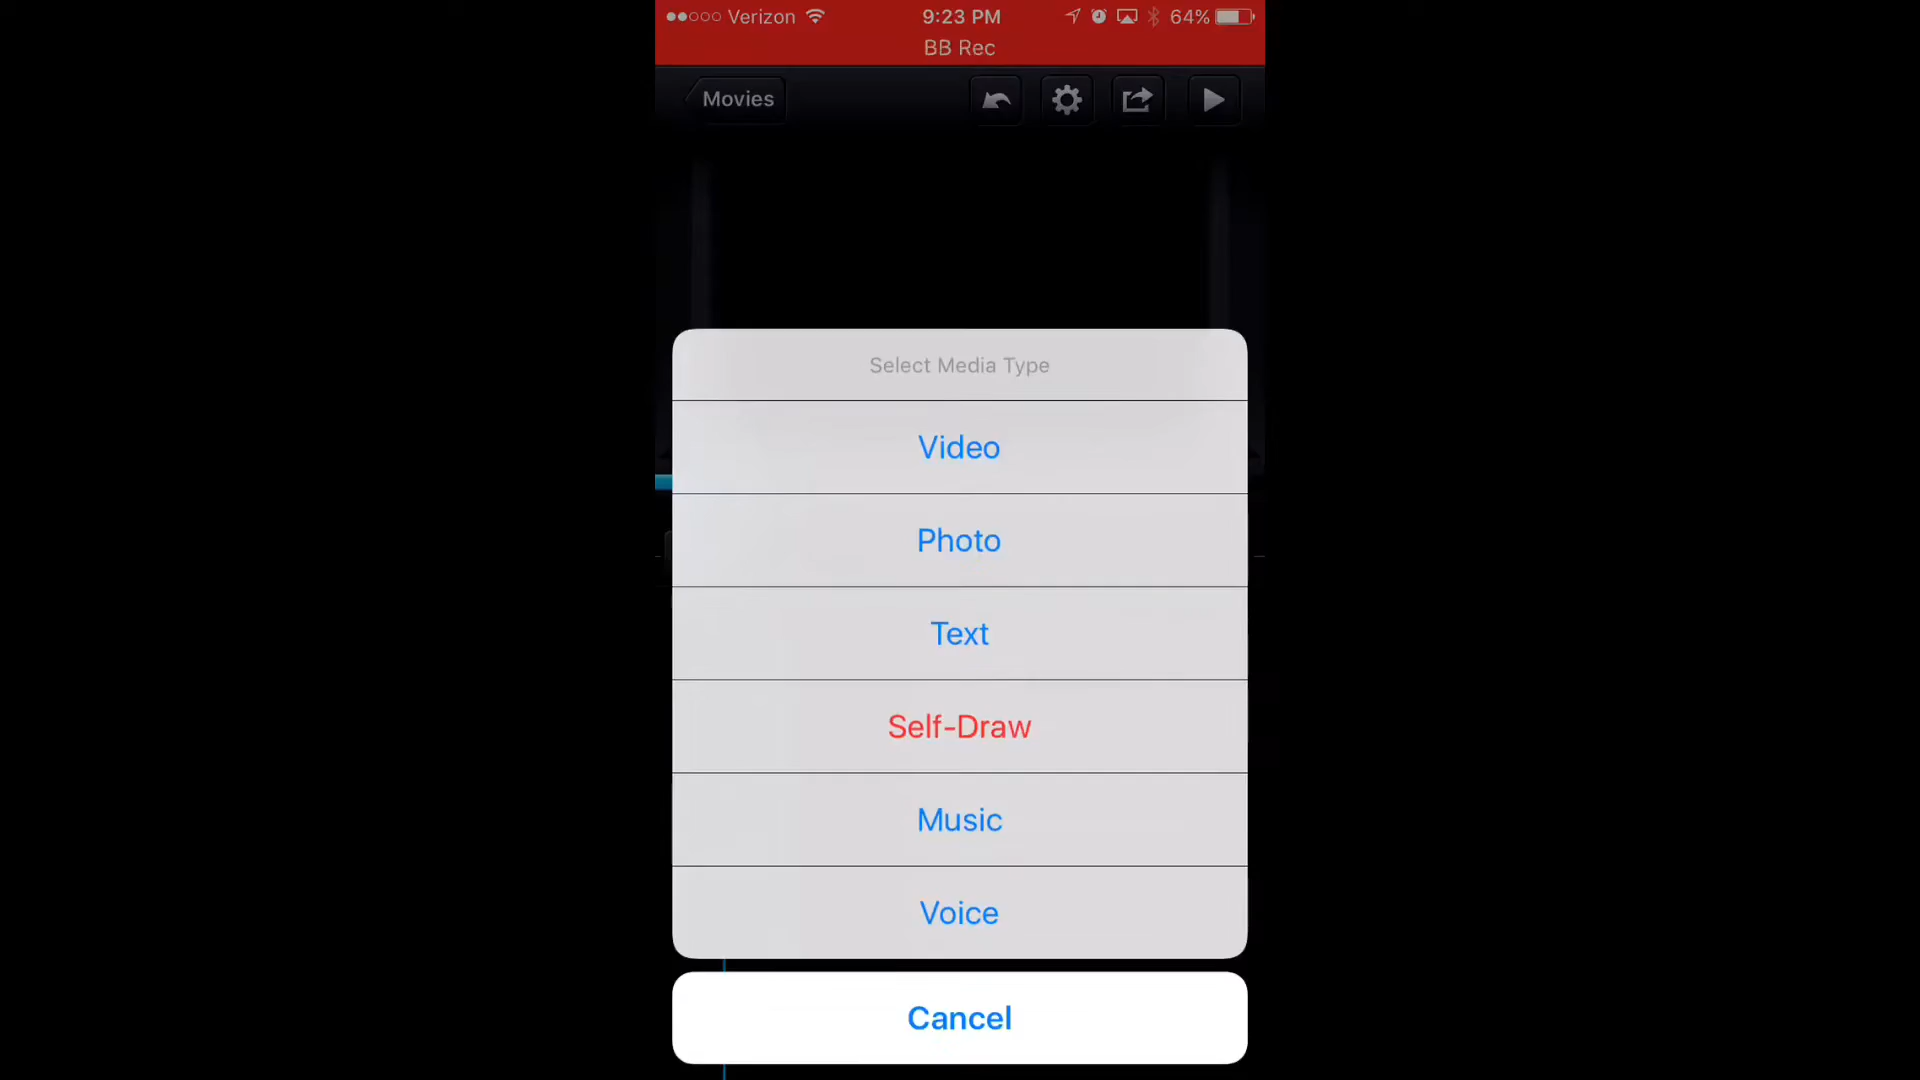 Verizon 9:23 PM 64%
BB Rec
Movies
Select Media Type
Video
Photo
Text
Self-Draw
Music
Voice
Cancel